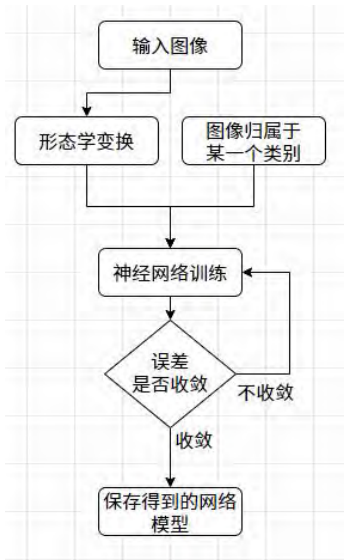 输入图像
形态学变换
图像归属于
某一个类别
神经网络训练
误差
是否收敛
不收敛
收敛
保存得到的网络
模型